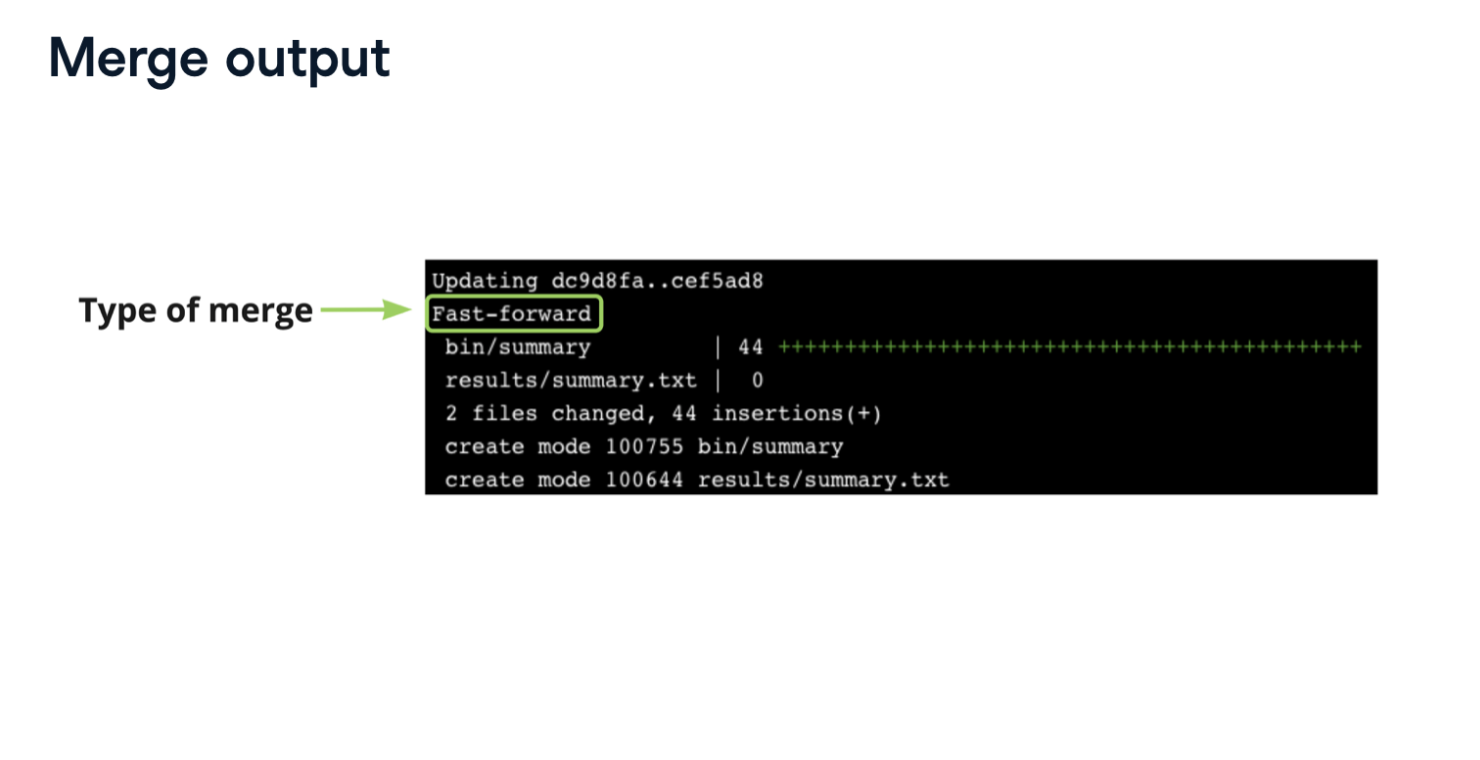 Merge output
Type of merge
Updating dc9d8fa..cef5ad8
Fast-forward
bin/summary | 44 ++++++++++++++++++++++++++++++++++++++++++++
results/summary.txt | 0
2 files changed, 44 insertions(+)
create mode 100755 bin/summary
create mode 100644 results/summary.txt